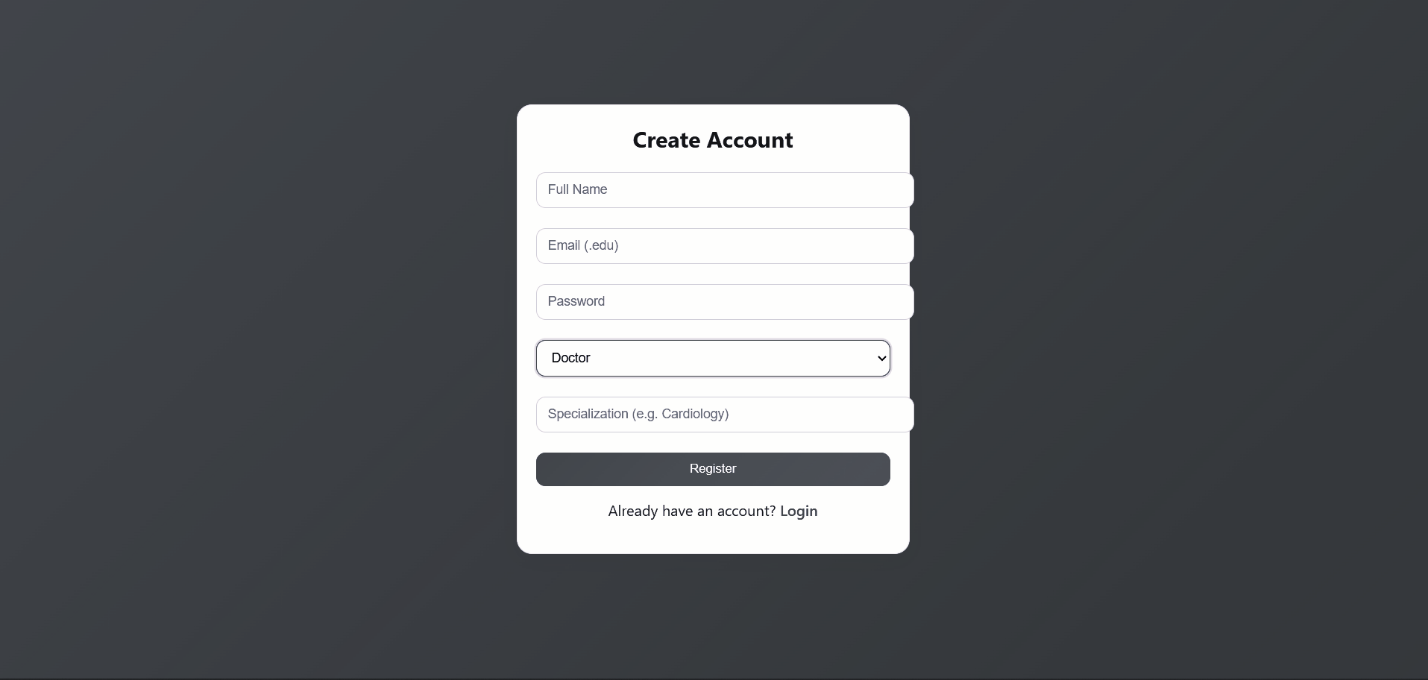 Create Account
Full Name
Email (.edu)
Password
Doctor
Specialization (e.g. Cardiology)
Register
Already have an account? Login